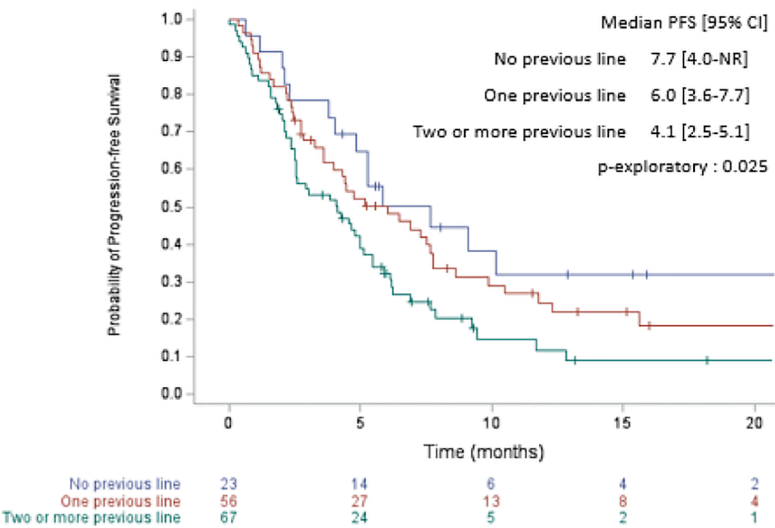 Median PFS [95% CI]
No previous line 7.7 [4.0-NR]
One previous line 6.0 [3.6-7.7]
Two or more previous line 4.1 [2.5-5.1]
p-exploratory : 0.025
Probability of Progression-free Survival
1.0
0.9
0.8
0.7
0.6
0.5
0.4
0.3
0.2
0.1
0.0
0 5 10 15 20
Time (months)
No previous line 23 14 6 4 2
One previous line 56 27 13 8 4
Two or more previous line 67 24 5 2 1